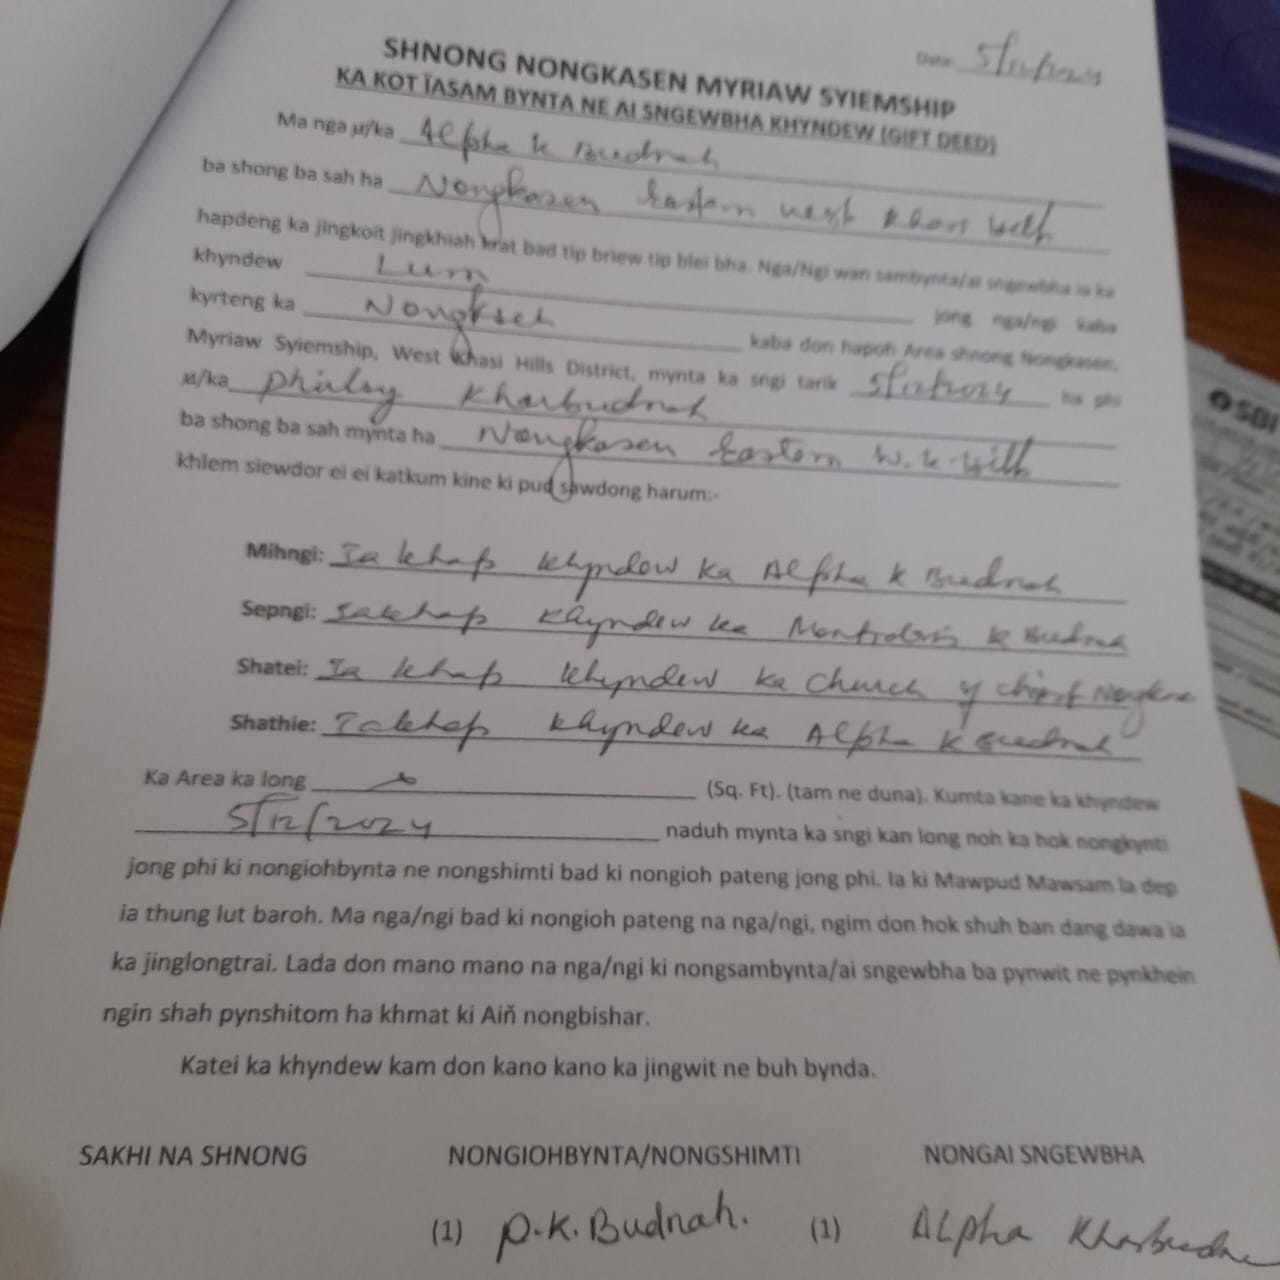 Date 5/12/2024
SHNONG NONGKASEN MYRIAW SYIEMSHIP
KA KOT ÏASAM BYNTA NE AI SNGEWBHA KHYNDEW (GIFT DEED)
Ma nga u/ka Alpha k Budnah
ba shong ba sah ha Nongkasen Eastern west Khasi Hills
hapdeng ka jingkoit jingkhiah krat bad tip briew tip blei bha. Nga/Ngi wan sambynta/ai sngewbha ia ka
khyndew Lum jong nga/ngi kaba
kyrteng ka kaba don hapoh Area shnong Nongkasen,
Myriaw Syiemship, West Khasi Hills District, mynta ka sngi tarik 5/12/2024 ha phi
u/ka Kharbudnah
ba shong ba sah mynta ha Nongkasen Eastern W.K.Hills
khlem siewdor ei ei katkum kine ki pud sawdong harum:-
Mihngi: Ia khap khyndew ka Alpha k Budnah
Sepngi: Ia khap khyndew ka k Budnah
Shatei: Ia khap khyndew ka church of
Shathie: Ia khap khyndew ka Alpha k Budnah
Ka Area ka long (Sq. Ft). (tam ne duna). Kumta kane ka khyndew
5/12/2024 naduh mynta ka sngi kan long noh ka hok nongkynti
jong phi ki nongiohbynta ne nongshimti bad ki nongioh pateng jong phi. Ia ki Mawpud Mawsam la dep
ia thung lut baroh. Ma nga/ngi bad ki nongioh pateng na nga/ngi, ngim don hok shuh ban dang dawa ia
ka jinglongtrai. Lada don mano mano na nga/ngi ki nongsambynta/ai sngewbha ba pynwit ne pynkhein
ngin shah pynshitom ha khmat ki Aiñ nongbishar.
Katei ka khyndew kam don kano kano ka jingwit ne buh bynda.
SAKHI NA SHNONG NONGIOHBYNTA/NONGSHIMTI NONGAI SNGEWBHA
(1) P.K.Budnah. (1) ALpha
SBI